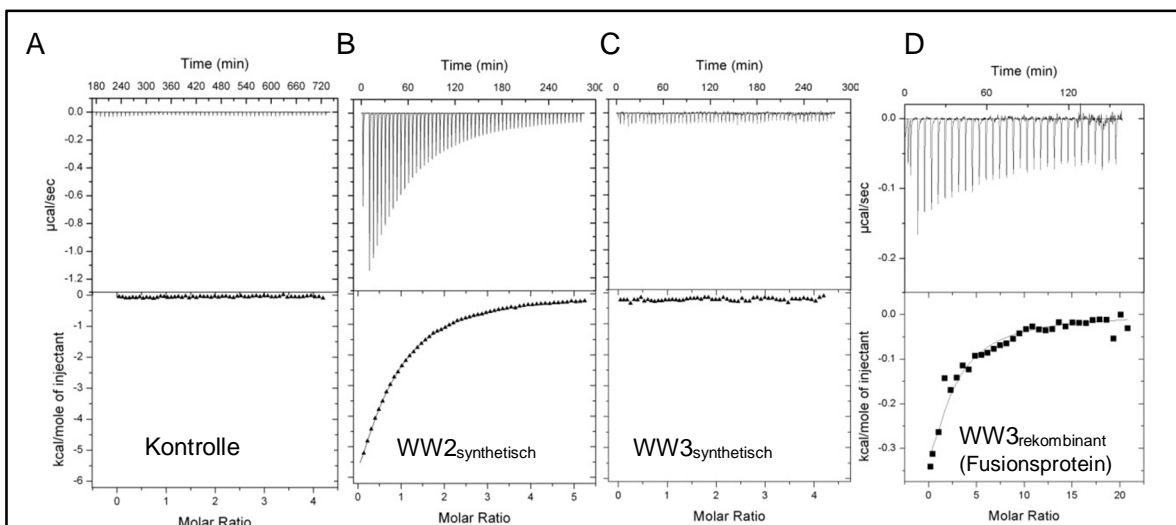 A
B
C
D
Time (min)
180 240 300 360 420 480 540 600 660 720
Time (min)
0 60 120 180 240 300
Time (min)
0 60 120 180 240 300
Time (min)
0 60 120
µcal/sec
0.0
-0.2
-0.4
-0.6
-0.8
-1.0
-1.2
0.0
-0.1
-0.2
kcal/mole of injectant
0
-1
-2
-3
-4
-5
-6
0.0
-0.1
-0.2
-0.3
µcal/sec
kcal/mole of injectant
Kontrolle
WW2synthetisch
WW3synthetisch
WW3rekombinant
(Fusionsprotein)
0 1 2 3 4
Molar Ratio
0 1 2 3 4 5
Molar Ratio
0 1 2 3 4
Molar Ratio
0 5 10 15 20
Molar Ratio